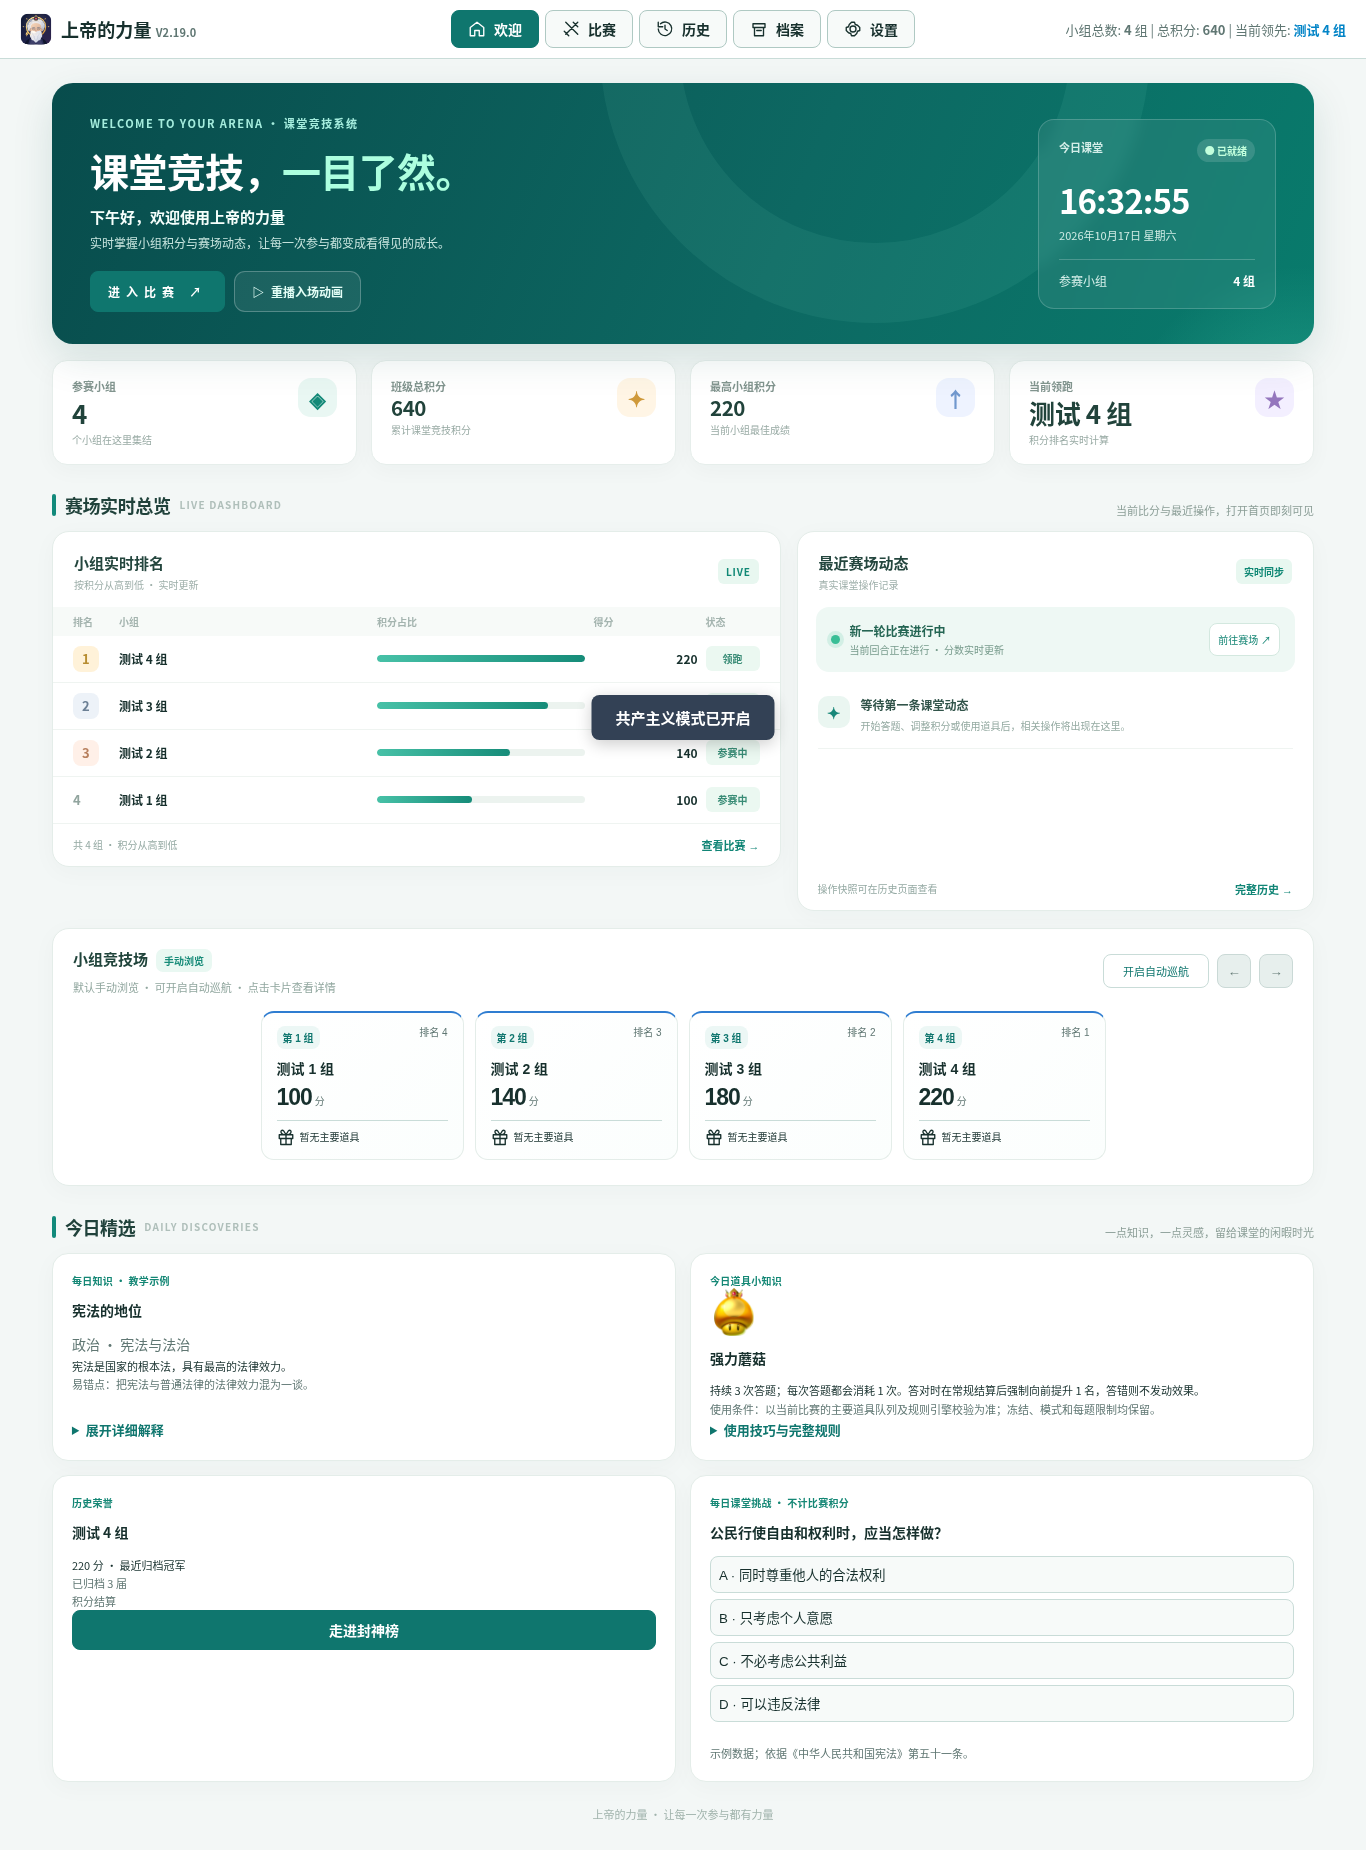 上帝的力量 V2.19.0
欢迎
比赛
历史
档案
设置
小组总数: 4 组 | 总积分: 640 | 当前领先: 测试 4 组
WELCOME TO YOUR ARENA · 课堂竞技系统
课堂竞技，一目了然。
下午好，欢迎使用上帝的力量
实时掌握小组积分与赛场动态，让每一次参与都变成看得见的成长。
进入比赛 ↗
▷ 重播入场动画
今日课堂
已就绪
16:32:55
2026年10月17日 星期六
参赛小组 4 组
参赛小组
4
个小组在这里集结
班级总积分
640
累计课堂竞技积分
最高小组积分
220
当前小组最佳成绩
当前领跑
测试 4 组
积分排名实时计算
赛场实时总览 LIVE DASHBOARD
当前比分与最近操作，打开首页即刻可见
小组实时排名
按积分从高到低 · 实时更新
LIVE
排名 小组 积分占比 得分 状态
1 测试 4 组 220 领跑
2 测试 3 组
共产主义模式已开启
3 测试 2 组 140 参赛中
4 测试 1 组 100 参赛中
共 4 组 · 积分从高到低
查看比赛 →
最近赛场动态
真实课堂操作记录
实时同步
新一轮比赛进行中
当前回合正在进行 · 分数实时更新
前往赛场 ↗
等待第一条课堂动态
开始答题、调整积分或使用道具后，相关操作将出现在这里。
操作快照可在历史页面查看
完整历史 →
小组竞技场 手动浏览
默认手动浏览 · 可开启自动巡航 · 点击卡片查看详情
开启自动巡航 ← →
第 1 组 排名 4
测试 1 组
100 分
暂无主要道具
第 2 组 排名 3
测试 2 组
140 分
暂无主要道具
第 3 组 排名 2
测试 3 组
180 分
暂无主要道具
第 4 组 排名 1
测试 4 组
220 分
暂无主要道具
今日精选 DAILY DISCOVERIES
一点知识，一点灵感，留给课堂的闲暇时光
每日知识 · 教学示例
宪法的地位
政治 · 宪法与法治
宪法是国家的根本法，具有最高的法律效力。
易错点：把宪法与普通法律的法律效力混为一谈。
▶ 展开详细解释
今日道具小知识
强力蘑菇
持续 3 次答题；每次答题都会消耗 1 次。答对时在常规结算后强制向前提升 1 名，答错则不发动效果。
使用条件：以当前比赛的主要道具队列及规则引擎校验为准；冻结、模式和每题限制均保留。
▶ 使用技巧与完整规则
历史荣誉
测试 4 组
220 分 · 最近归档冠军
已归档 3 届
积分结算
走进封神榜
每日课堂挑战 · 不计比赛积分
公民行使自由和权利时，应当怎样做？
A · 同时尊重他人的合法权利
B · 只考虑个人意愿
C · 不必考虑公共利益
D · 可以违反法律
示例数据；依据《中华人民共和国宪法》第五十一条。
上帝的力量 · 让每一次参与都有力量